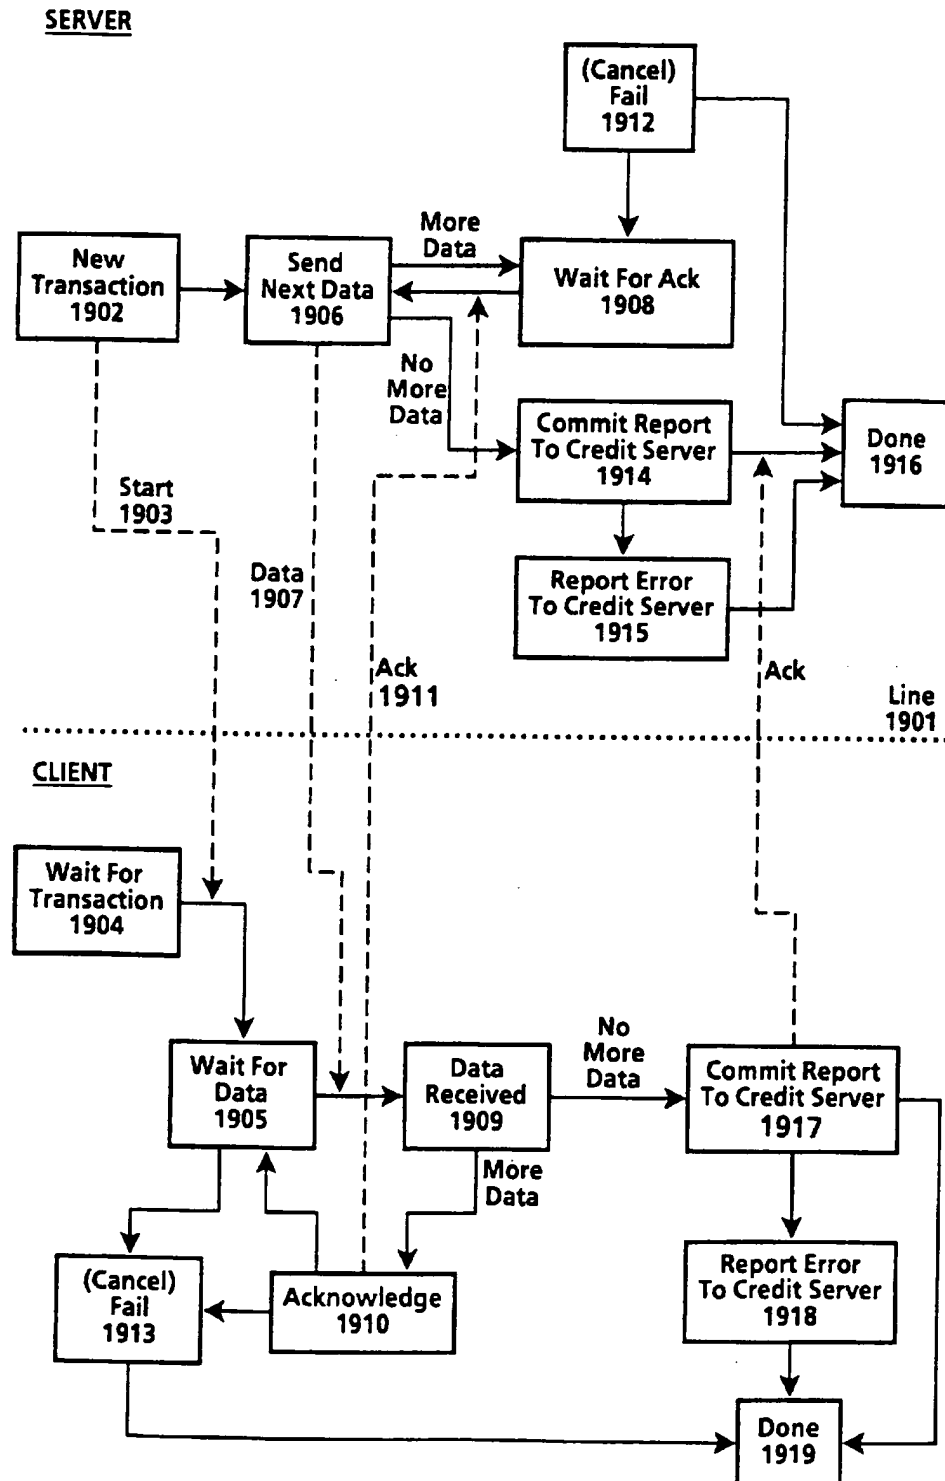 SERVER
(Cancel)
Fail
1912
More
Data
New
Transaction
1902
Send
Next Data
1906
Wait For Ack
1908
No
More
Data
Commit Report
To Credit Server
1914
Done
1916
Start
1903
Data
1907
Report Error
To Credit Server
1915
Ack
1911
Ack
Line
1901
CLIENT
Wait For
Transaction
1904
Wait For
Data
1905
Data
Received
1909
No
More
Data
Commit Report
To Credit Server
1917
More
Data
(Cancel)
Fail
1913
Acknowledge
1910
Report Error
To Credit Server
1918
Done
1919